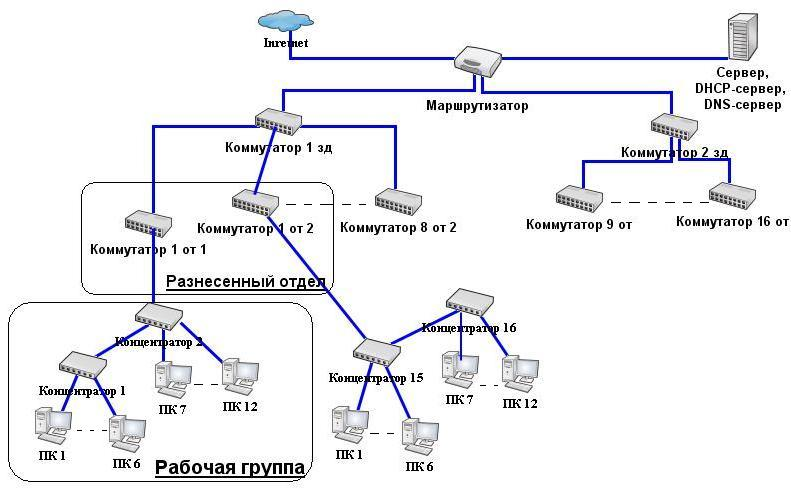 Inretnet
Сервер,
DHCP-сервер,
DNS-сервер
Маршрутизатор
Коммутатор 1 зд
Коммутатор 2 зд
Коммутатор 1 от 1
Коммутатор 1 от 2
Коммутатор 8 от 2
Коммутатор 9 от
Коммутатор 16 от
Разнесенный отдел
Концентратор 2
Концентратор 16
Концентратор 1
Концентратор 15
ПК 7
ПК 12
ПК 7
ПК 12
ПК 1
ПК 6
ПК 1
ПК 6
Рабочая группа